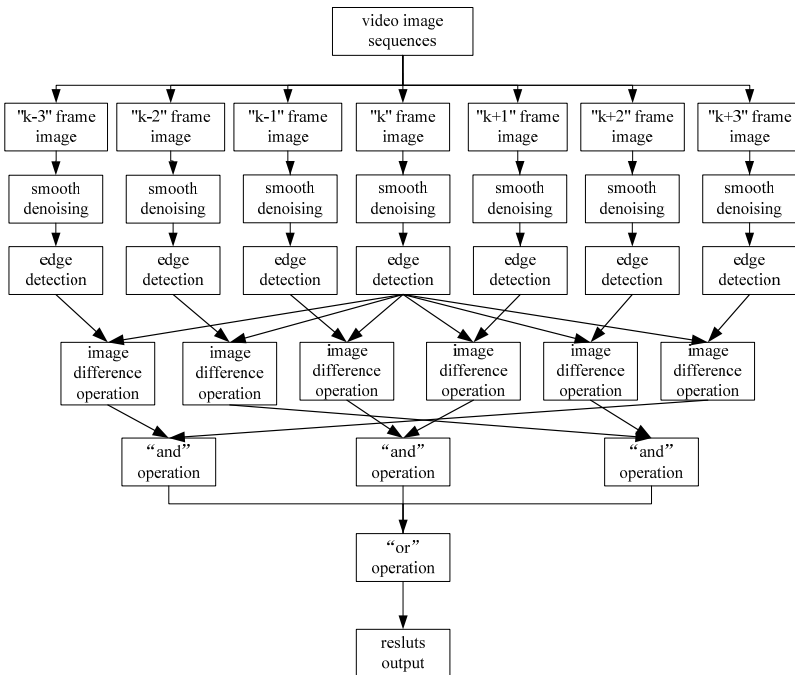 video image
sequences
"k-3" frame
image
"k-2" frame
image
"k-1" frame
image
"k" frame
image
"k+1" frame
image
"k+2" frame
image
"k+3" frame
image
smooth
denoising
smooth
denoising
smooth
denoising
smooth
denoising
smooth
denoising
smooth
denoising
smooth
denoising
edge
detection
edge
detection
edge
detection
edge
detection
edge
detection
edge
detection
edge
detection
image
difference
operation
image
difference
operation
image
difference
operation
image
difference
operation
image
difference
operation
image
difference
operation
“and”
operation
“and”
operation
“and”
operation
“or”
operation
resluts
output